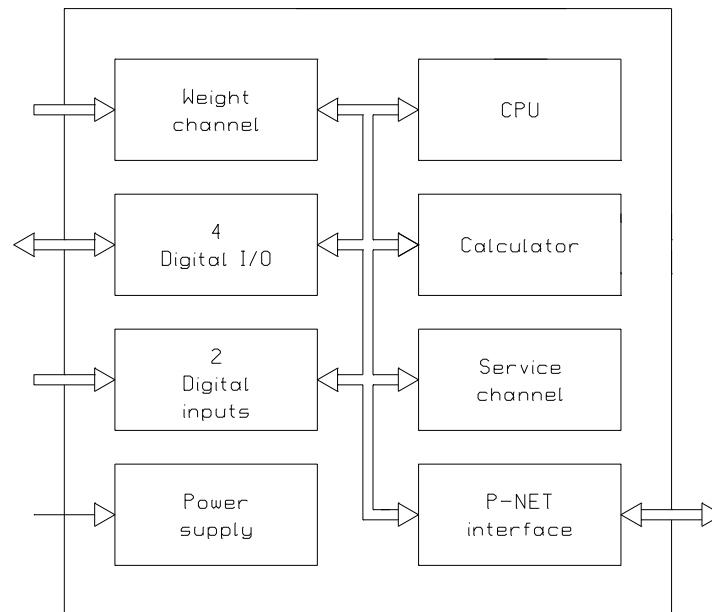 Weight
channel
CPU
4
Digital I/O
Calculator
2
Digital
inputs
Service
channel
Power
supply
P-NET
interface